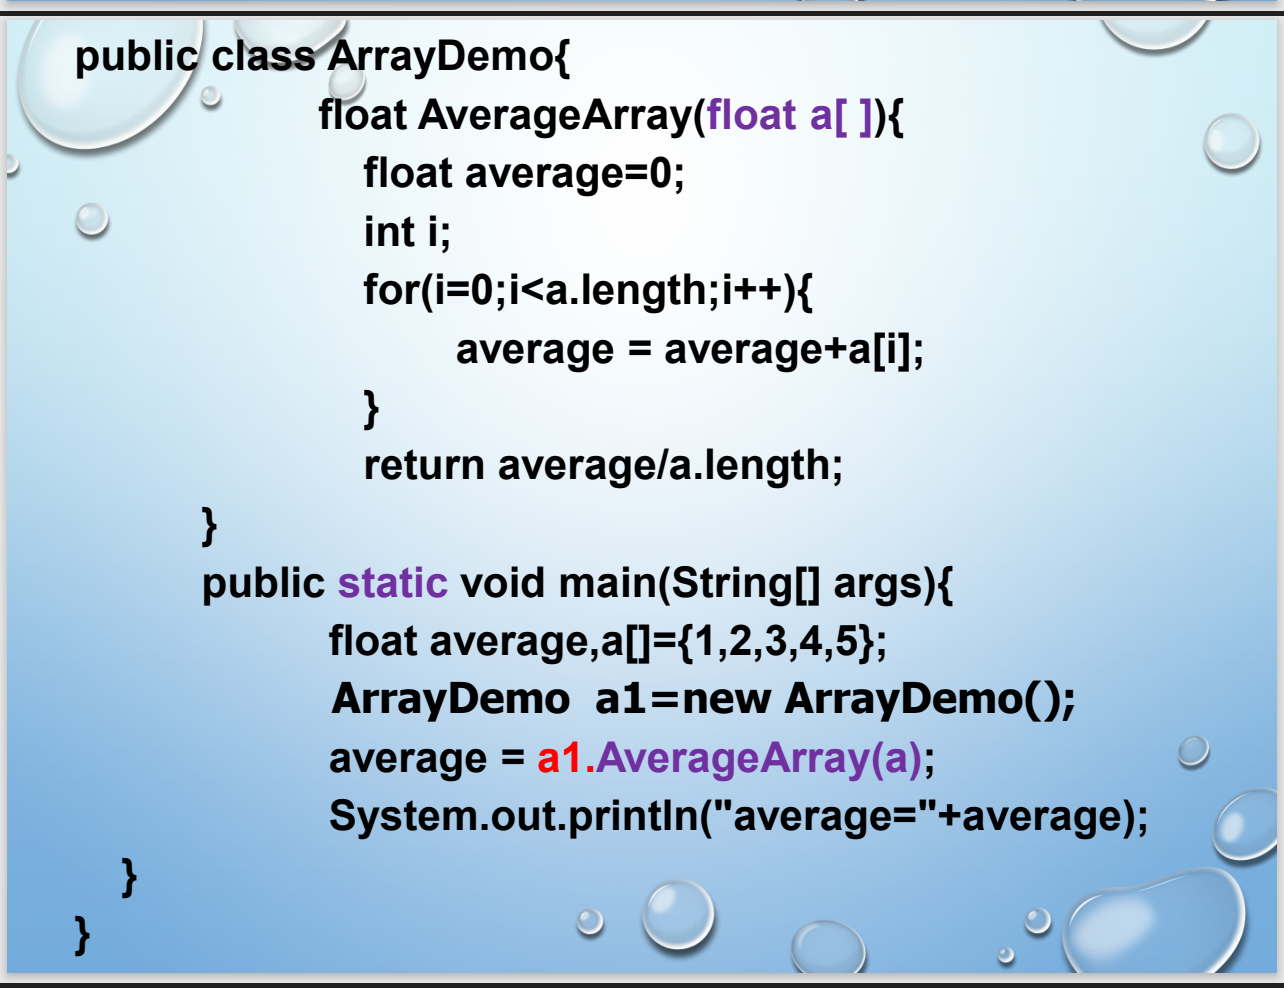 public class ArrayDemo{
float AverageArray(float a[ ]){
float average=0;
int i;
for(i=0;i<a.length;i++){
average = average+a[i];
}
return average/a.length;
}
public static void main(String[] args){
float average,a[]={1,2,3,4,5};
ArrayDemo  a1=new ArrayDemo();
average = a1.AverageArray(a);
System.out.println("average="+average);
}
}